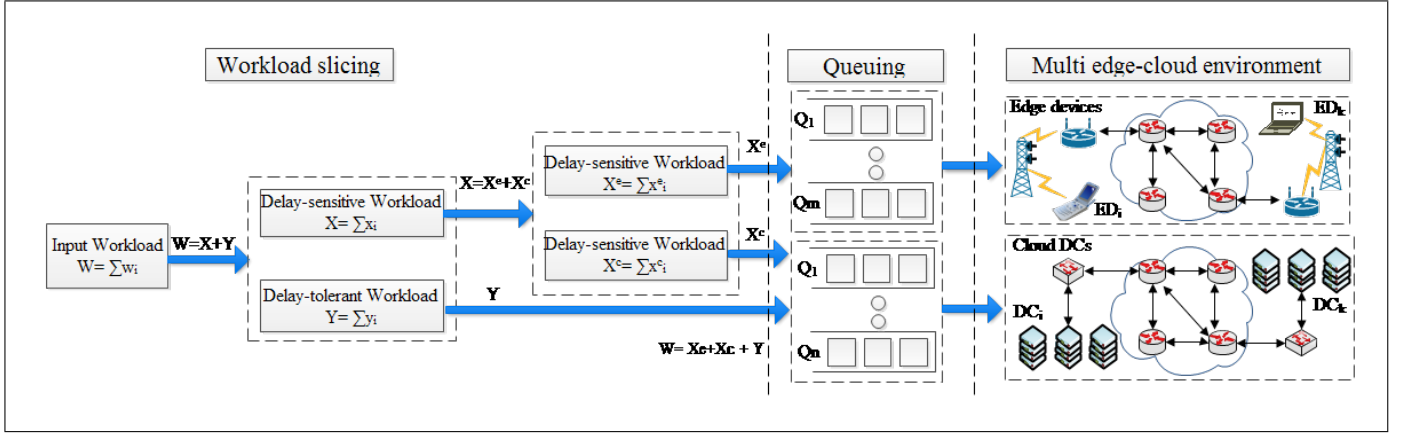 Workload slicing
Queuing
Multi edge-cloud environment
Input Workload
W= ∑wᵢ
W=X+Y
Delay-sensitive Workload
X= ∑xᵢ
Delay-tolerant Workload
Y= ∑yᵢ
X=Xᵉ+Xᶜ
Y
Delay-sensitive Workload
Xᵉ= ∑xᵉᵢ
Delay-sensitive Workload
Xᶜ= ∑xᶜᵢ
Xᵉ
Xᶜ
W= Xe+Xc + Y
Q₁
Qm
Q₁
Qn
Edge devices
EDₖ
EDᵢ
Cloud DCs
DCᵢ
DCₖ